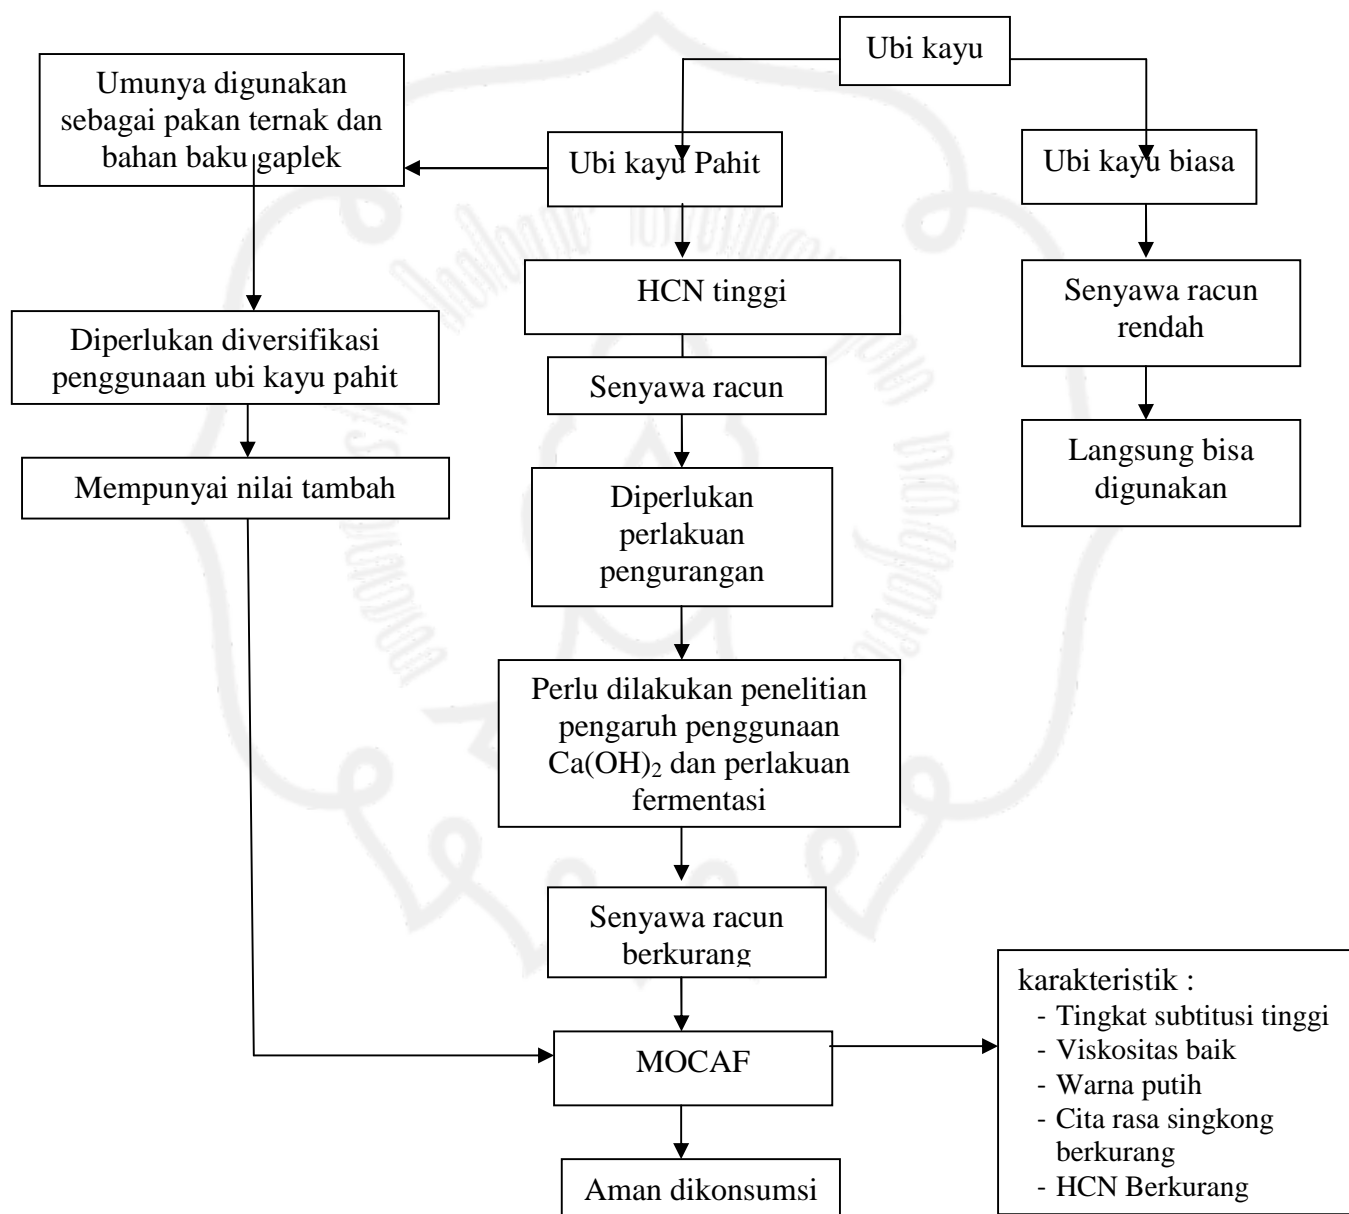 Ubi kayu
Umunya digunakan
sebagai pakan ternak dan
bahan baku gaplek
Ubi kayu Pahit
Ubi kayu biasa
HCN tinggi
Senyawa racun
rendah
Diperlukan diversifikasi
penggunaan ubi kayu pahit
Senyawa racun
Langsung bisa
digunakan
Mempunyai nilai tambah
Diperlukan
perlakuan
pengurangan
Perlu dilakukan penelitian
pengaruh penggunaan
Ca(OH)₂ dan perlakuan
fermentasi
Senyawa racun
berkurang
MOCAF
karakteristik :
- Tingkat subtitusi tinggi
- Viskositas baik
- Warna putih
- Cita rasa singkong
berkurang
- HCN Berkurang
Aman dikonsumsi